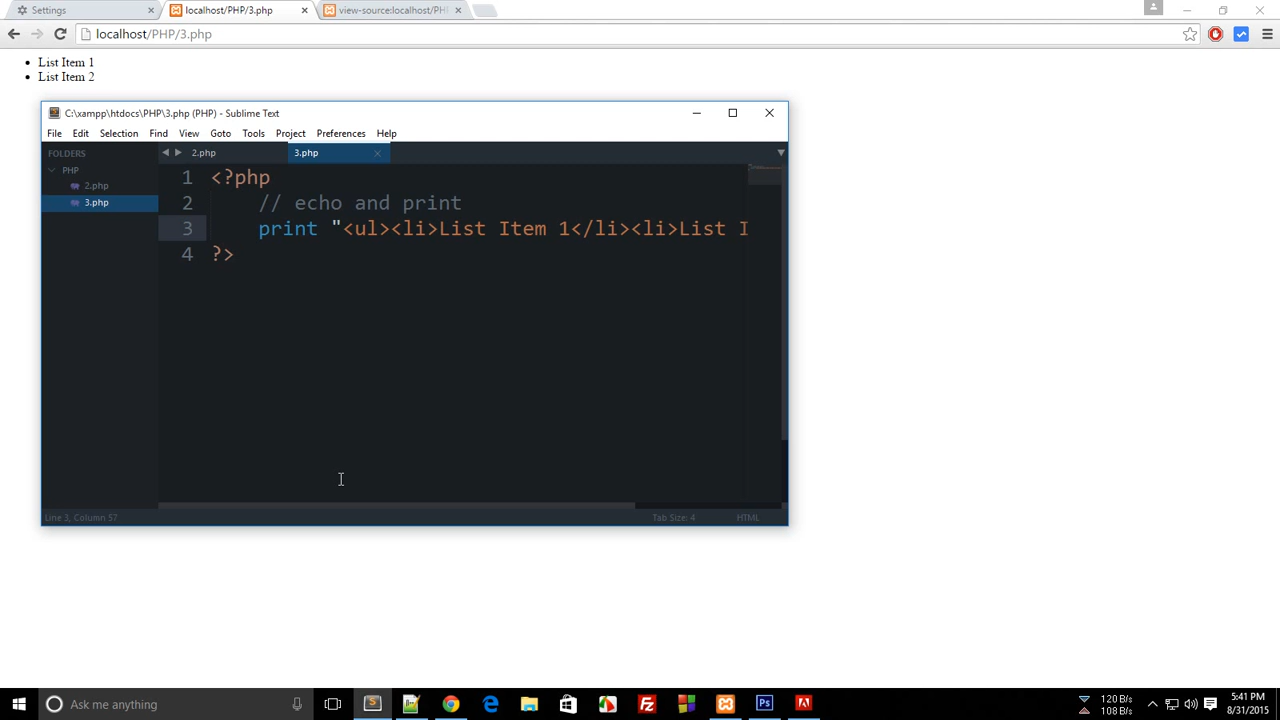 Settings
localhost/PHP/3.php
view-source:localhost/PHP
localhost/PHP/3.php
List Item 1
List Item 2
C:\xampp\htdocs\PHP\3.php (PHP) - Sublime Text
File Edit Selection Find View Goto Tools Project Preferences Help
FOLDERS
PHP
2.php
3.php
2.php 3.php
1 <?php
2 // echo and print
3 print "<ul><li>List Item 1</li><li>List I
4 ?>
Line 3, Column 57 Tab Size: 4 HTML
Ask me anything
120 B/s
108 B/s
5:41 PM
8/31/2015